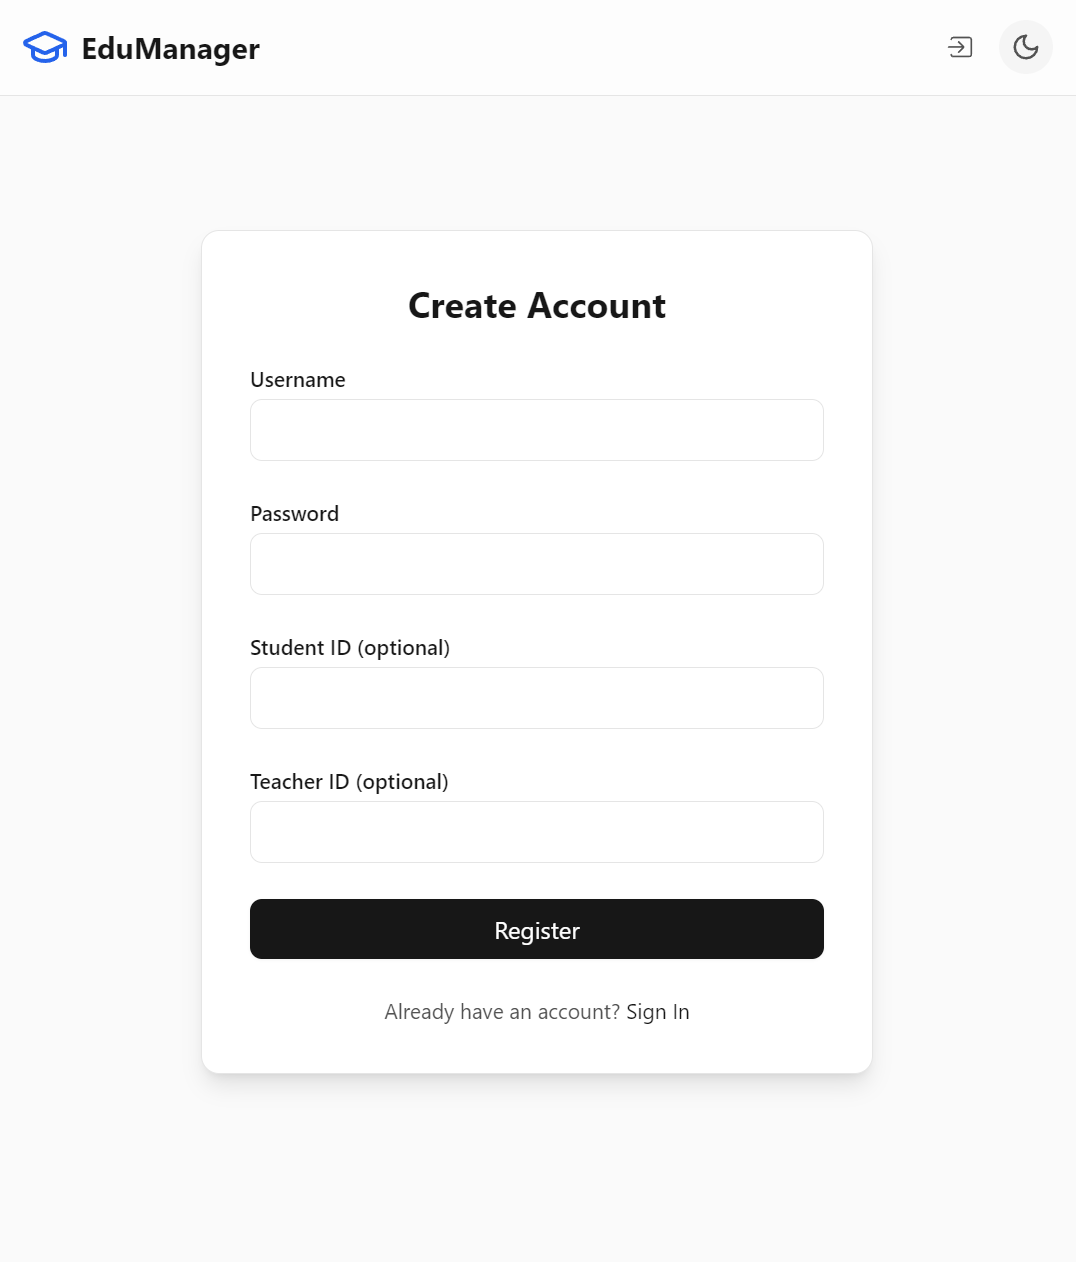 EduManager
Create Account
Username
Password
Student ID (optional)
Teacher ID (optional)
Register
Already have an account? Sign In